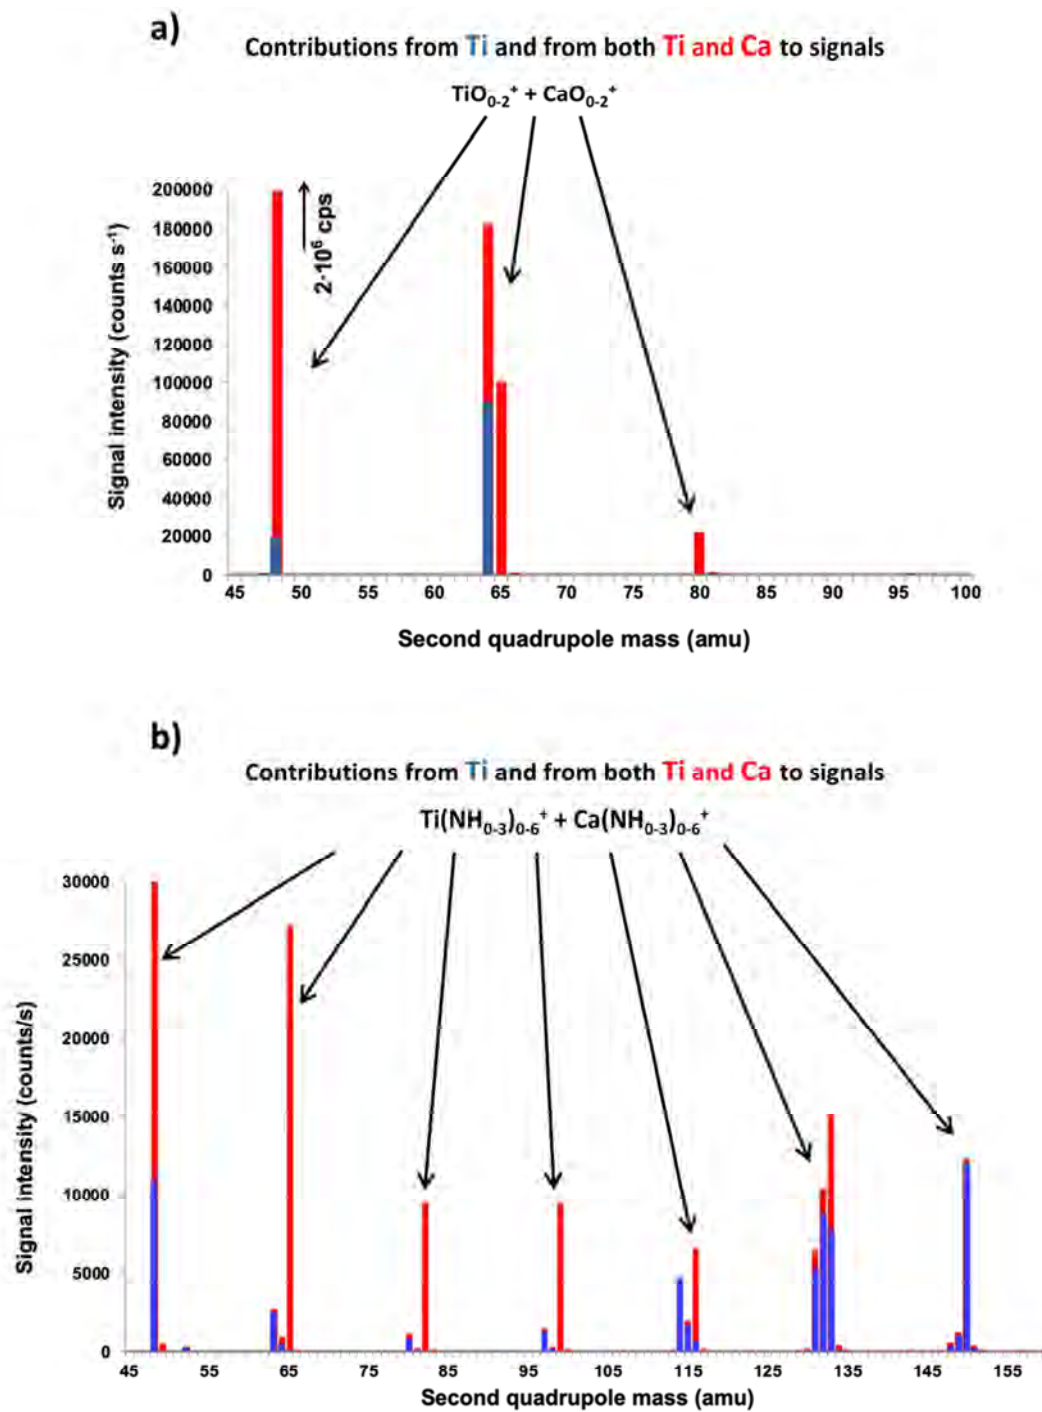 a)
Contributions from Ti and from both Ti and Ca to signals
TiO₀₋₂⁺ + CaO₀₋₂⁺
200000
180000
160000
140000
120000
100000
80000
60000
40000
20000
0
Signal intensity (counts s⁻¹)
2·10⁶ cps
45 50 55 60 65 70 75 80 85 90 95 100
Second quadrupole mass (amu)
b)
Contributions from Ti and from both Ti and Ca to signals
Ti(NH₀₋₃)₀₋₆⁺ + Ca(NH₀₋₃)₀₋₆⁺
30000
25000
20000
15000
10000
5000
0
Signal intensity (counts/s)
45 55 65 75 85 95 105 115 125 135 145 155
Second quadrupole mass (amu)